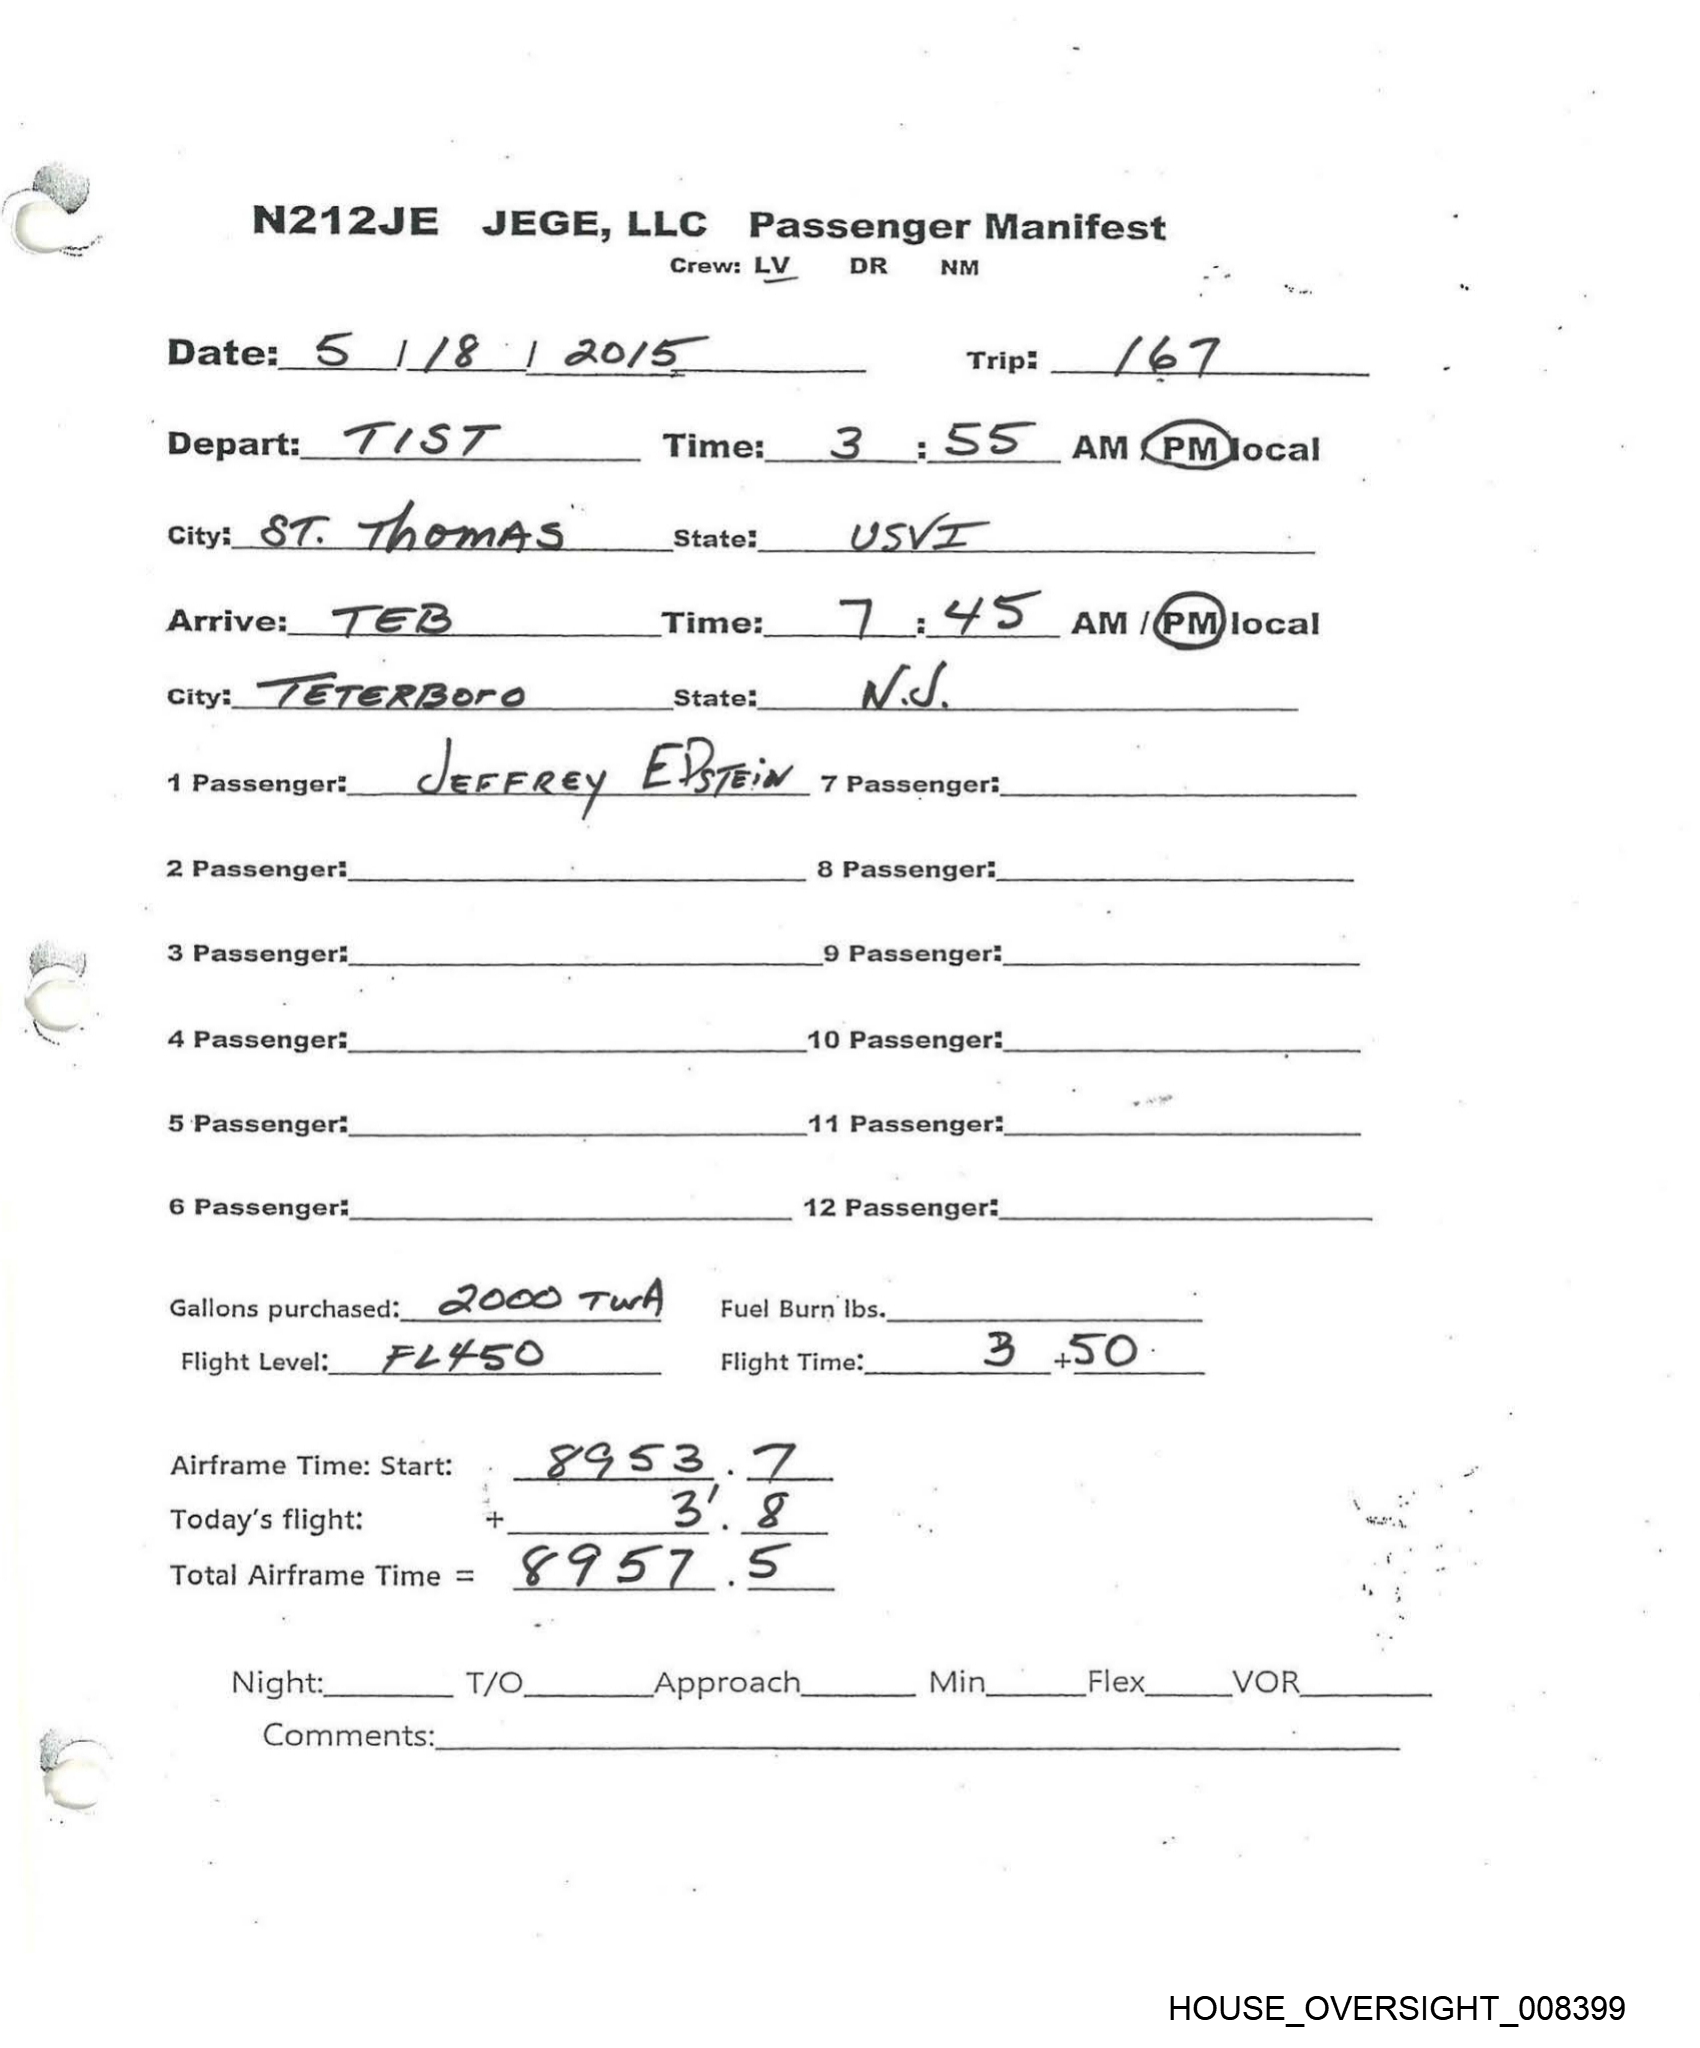 N212JE JEGE, LLC Passenger Manifest
Crew: LV DR NM
Date: 5 / 18 / 2015 Trip: 167
Depart: TIST Time: 3 : 55 AM / PM local
City: ST. THOMAS State: USVI
Arrive: TEB Time: 7 : 45 AM / PM local
City: TETERBORO State: N.J.
1 Passenger: JEFFREY EPSTEIN 7 Passenger:
2 Passenger: 8 Passenger:
3 Passenger: 9 Passenger:
4 Passenger: 10 Passenger:
5 Passenger: 11 Passenger:
6 Passenger: 12 Passenger:
Gallons purchased: 2000 TWA Fuel Burn lbs.
Flight Level: FL450 Flight Time: 3 +50
Airframe Time: Start: 8953 . 7
Today's flight: + 3 . 8
Total Airframe Time = 8957 . 5
Night: T/O Approach Min Flex VOR
Comments:
HOUSE_OVERSIGHT_008399